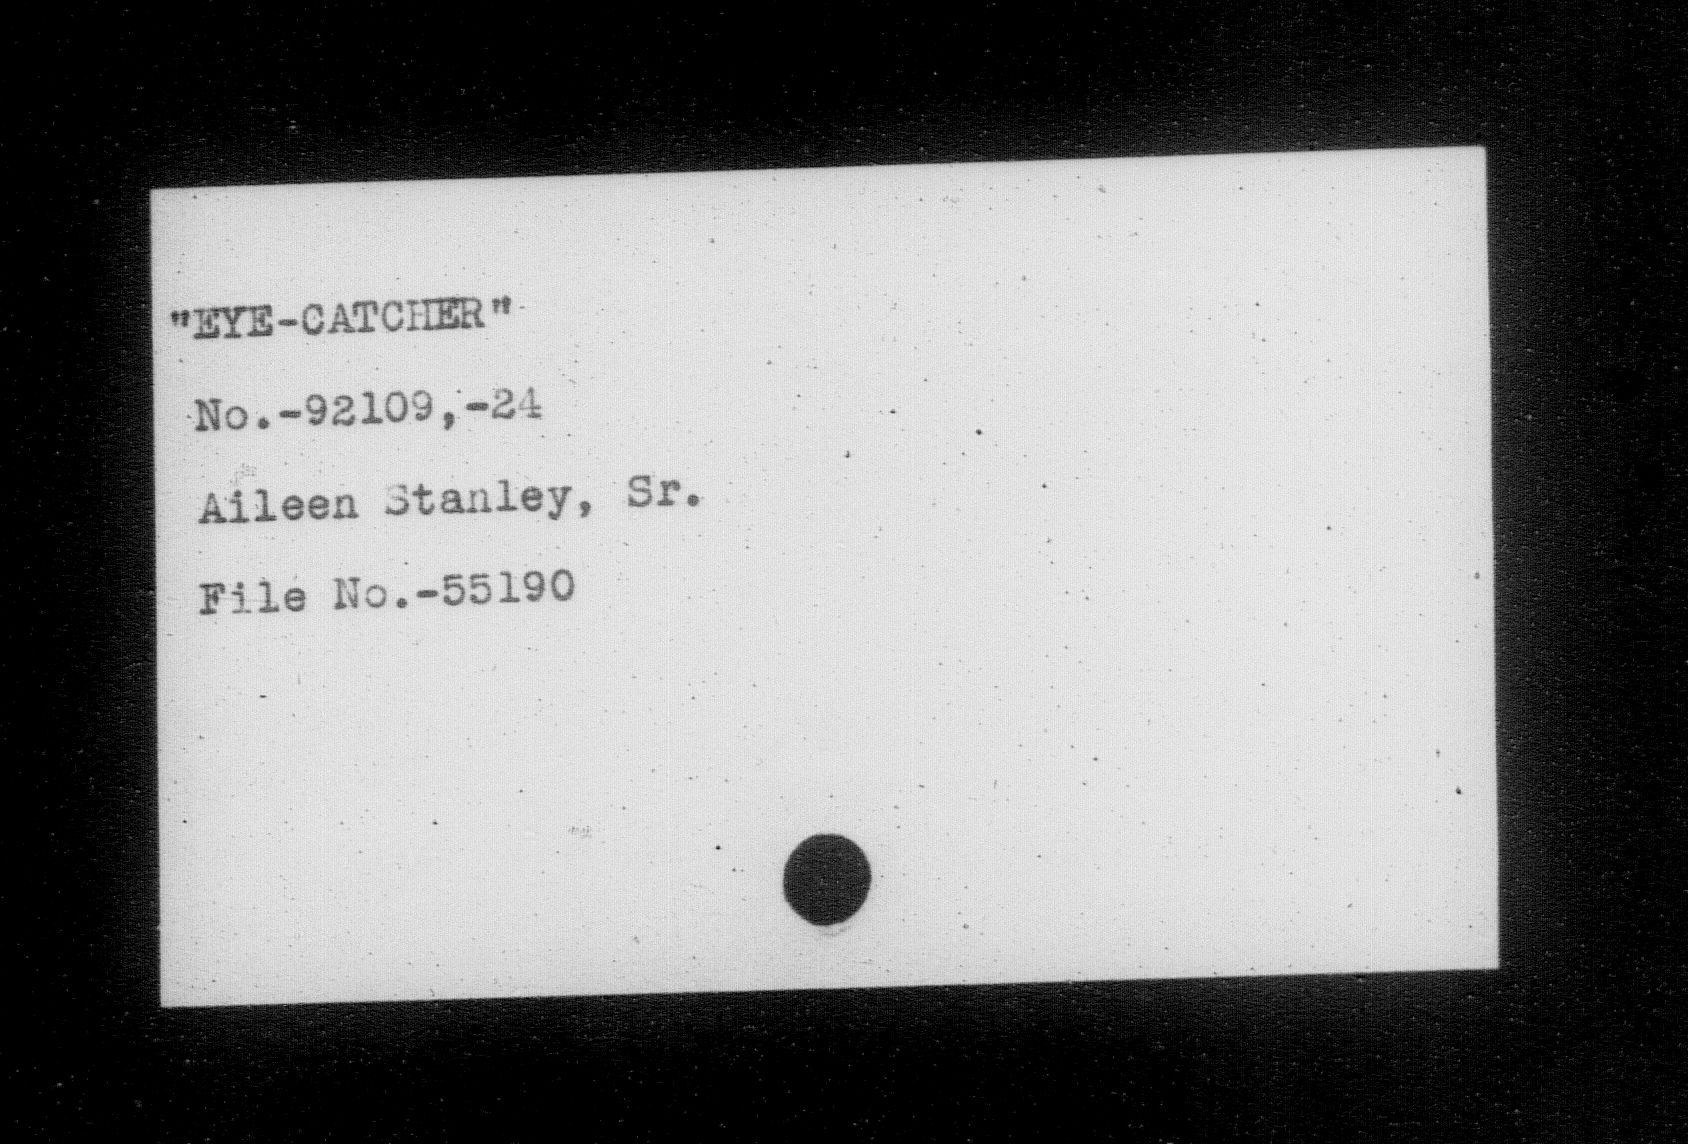 "EYE-CATCHER"
No.-92109,-24
Aileen Stanley, Sr.
File No.-55190